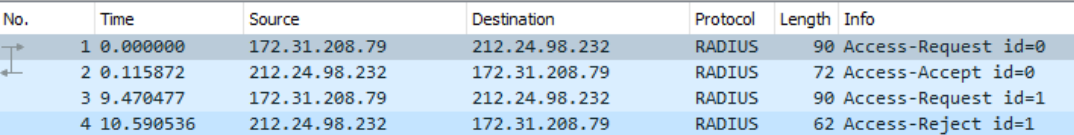 No. Time Source Destination Protocol Length Info
1 0.000000 172.31.208.79 212.24.98.232 RADIUS 90 Access-Request id=0
2 0.115872 212.24.98.232 172.31.208.79 RADIUS 72 Access-Accept id=0
3 9.470477 172.31.208.79 212.24.98.232 RADIUS 90 Access-Request id=1
4 10.590536 212.24.98.232 172.31.208.79 RADIUS 62 Access-Reject id=1